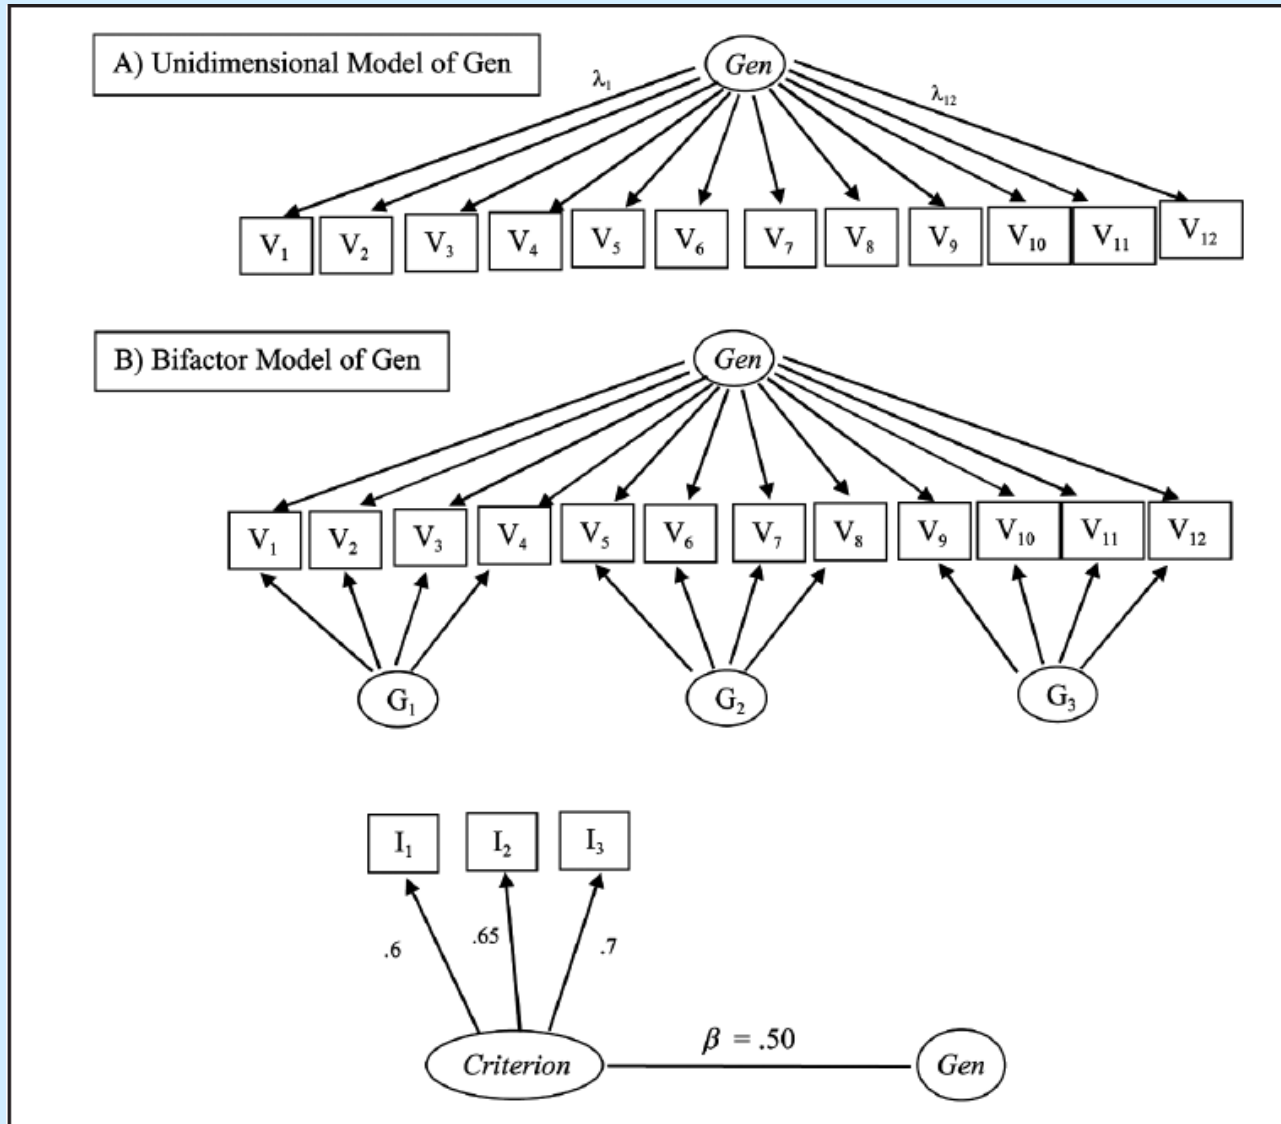 A) Unidimensional Model of Gen
Gen
λ₁
λ₁₂
V₁ V₂ V₃ V₄ V₅ V₆ V₇ V₈ V₉ V₁₀ V₁₁ V₁₂
B) Bifactor Model of Gen
Gen
V₁ V₂ V₃ V₄ V₅ V₆ V₇ V₈ V₉ V₁₀ V₁₁ V₁₂
G₁ G₂ G₃
I₁ I₂ I₃
.6 .65 .7
β = .50
Criterion Gen